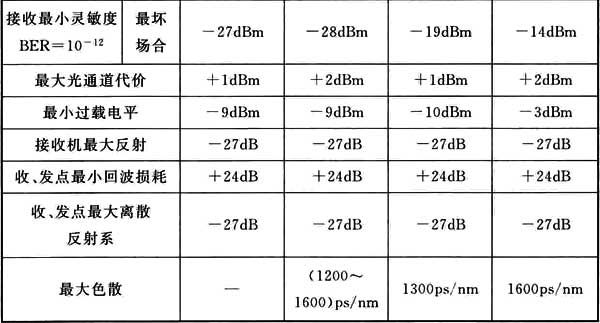 接收最小灵敏度 最坏 －27dBm －28dBm －19dBm －14dBm
BER＝10⁻¹² 场合
最大光通道代价 ＋1dBm ＋2dBm ＋1dBm ＋2dBm
最小过载电平 －9dBm －9dBm －10dBm －3dBm
接收机最大反射 －27dB －27dB －27dB －27dB
收、发点最小回波损耗 ＋24dB ＋24dB ＋24dB ＋24dB
收、发点最大离散 －27dB －27dB －27dB －27dB
反射系
最大色散 — (1200～ 1300ps/nm 1600ps/nm
1600)ps/nm